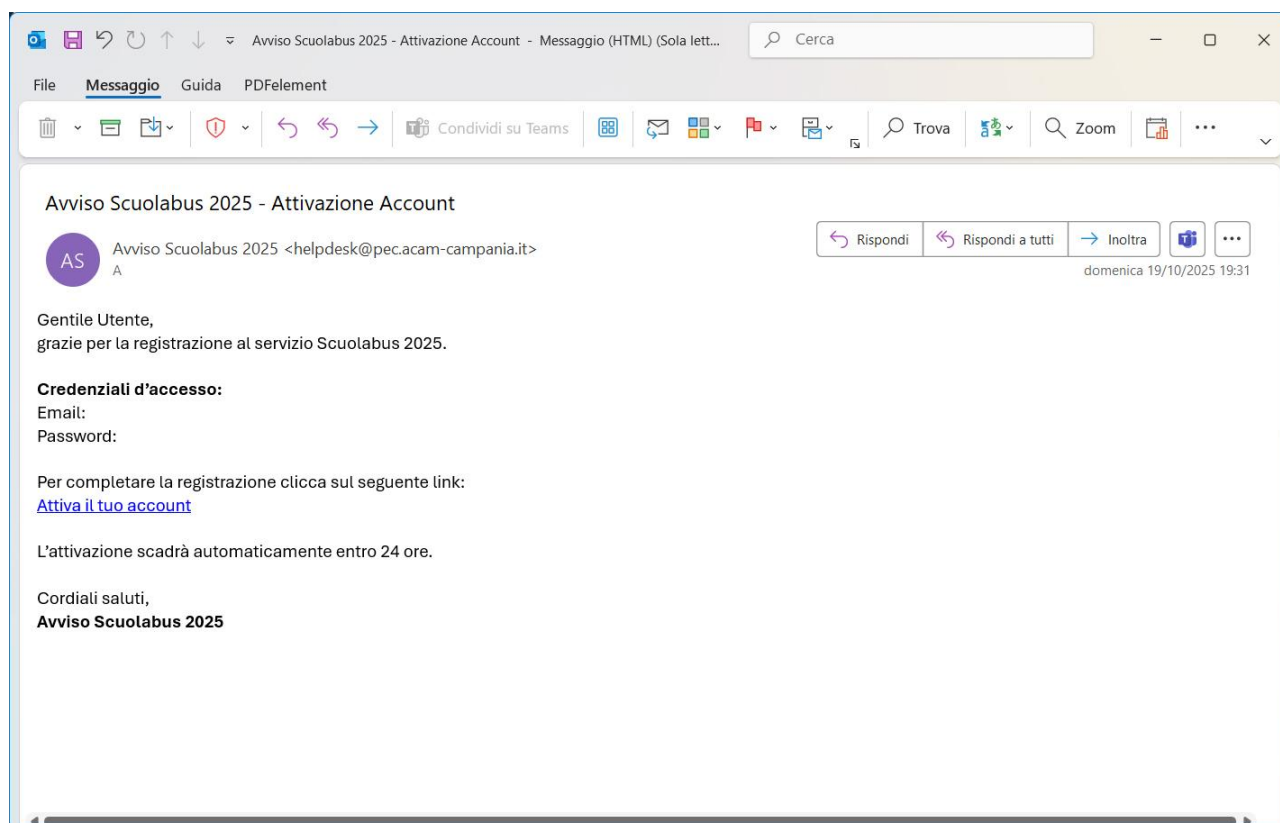 Avviso Scuolabus 2025 - Attivazione Account - Messaggio (HTML) (Sola lett...
Cerca
File Messaggio Guida PDFelement
Condividi su Teams
Trova
Zoom
Avviso Scuolabus 2025 - Attivazione Account
AS
Avviso Scuolabus 2025 <helpdesk@pec.acam-campania.it>
A
Rispondi
Rispondi a tutti
Inoltra
domenica 19/10/2025 19:31
Gentile Utente,
grazie per la registrazione al servizio Scuolabus 2025.
Credenziali d’accesso:
Email:
Password:
Per completare la registrazione clicca sul seguente link:
Attiva il tuo account
L’attivazione scadrà automaticamente entro 24 ore.
Cordiali saluti,
Avviso Scuolabus 2025